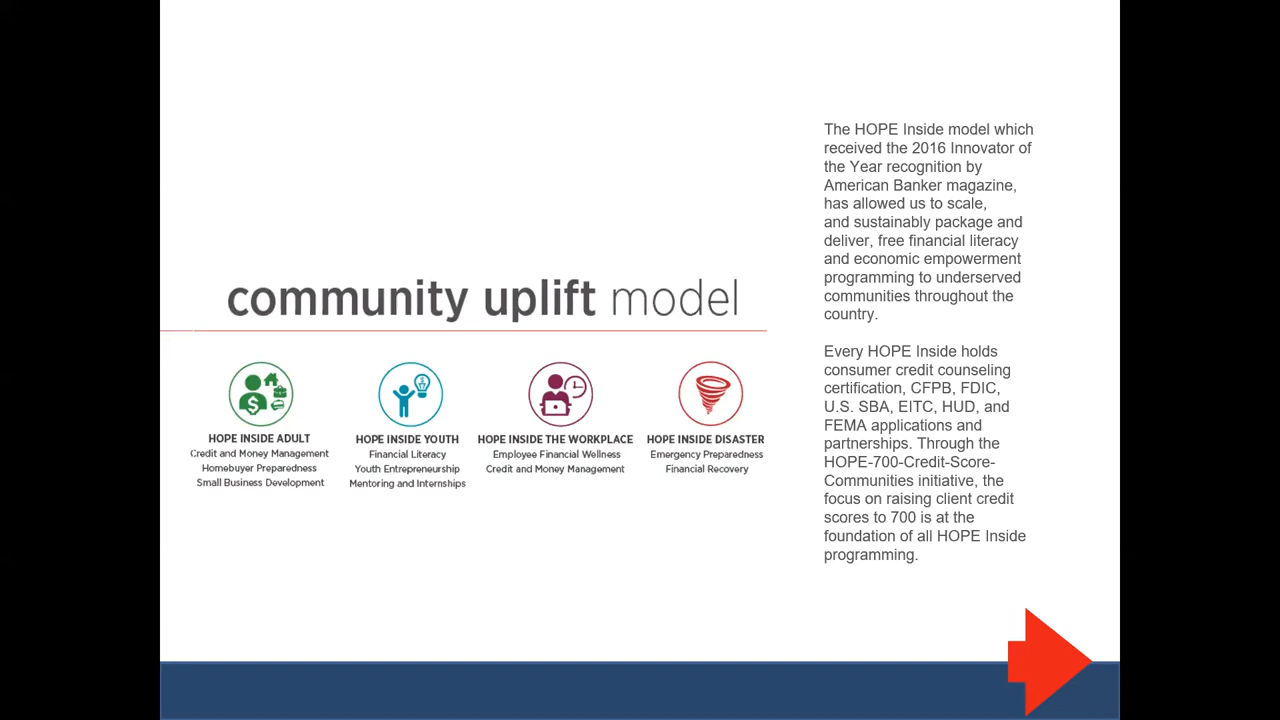 community uplift model
HOPE INSIDE ADULT
Credit and Money Management
Homebuyer Preparedness
Small Business Development
HOPE INSIDE YOUTH
Financial Literacy
Youth Entrepreneurship
Mentoring and Internships
HOPE INSIDE THE WORKPLACE
Employee Financial Wellness
Credit and Money Management
HOPE INSIDE DISASTER
Emergency Preparedness
Financial Recovery
The HOPE Inside model which
received the 2016 Innovator of
the Year recognition by
American Banker magazine,
has allowed us to scale,
and sustainably package and
deliver, free financial literacy
and economic empowerment
programming to underserved
communities throughout the
country.
Every HOPE Inside holds
consumer credit counseling
certification, CFPB, FDIC,
U.S. SBA, EITC, HUD, and
FEMA applications and
partnerships. Through the
HOPE-700-Credit-Score-
Communities initiative, the
focus on raising client credit
scores to 700 is at the
foundation of all HOPE Inside
programming.